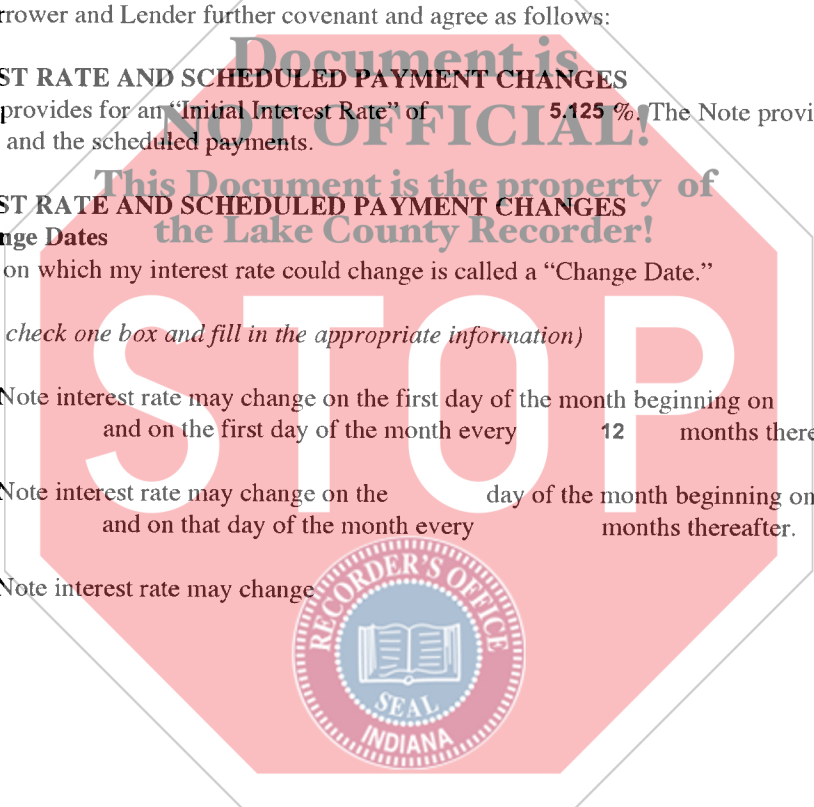 rrower and Lender further covenant and agree as follows:
Document is
ST RATE AND SCHEDULED PAYMENT CHANGES
provides for an “Initial Interest Rate” of 5.125 %. The Note provi
NOT OFFICIAL!
and the scheduled payments.
This Document is the property of
ST RATE AND SCHEDULED PAYMENT CHANGES
the Lake County Recorder!
nge Dates
on which my interest rate could change is called a “Change Date.”
check one box and fill in the appropriate information)
STOP
Note interest rate may change on the first day of the month beginning on
and on the first day of the month every 12 months there
Note interest rate may change on the day of the month beginning on
and on that day of the month every months thereafter.
Note interest rate may change
RECORDER'S OFFICE
SEAL
INDIANA